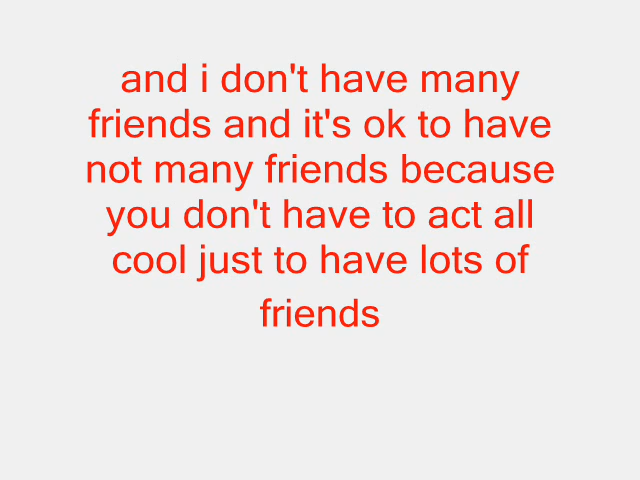 and i don't have many
friends and it's ok to have
not many friends because
you don't have to act all
cool just to have lots of
friends